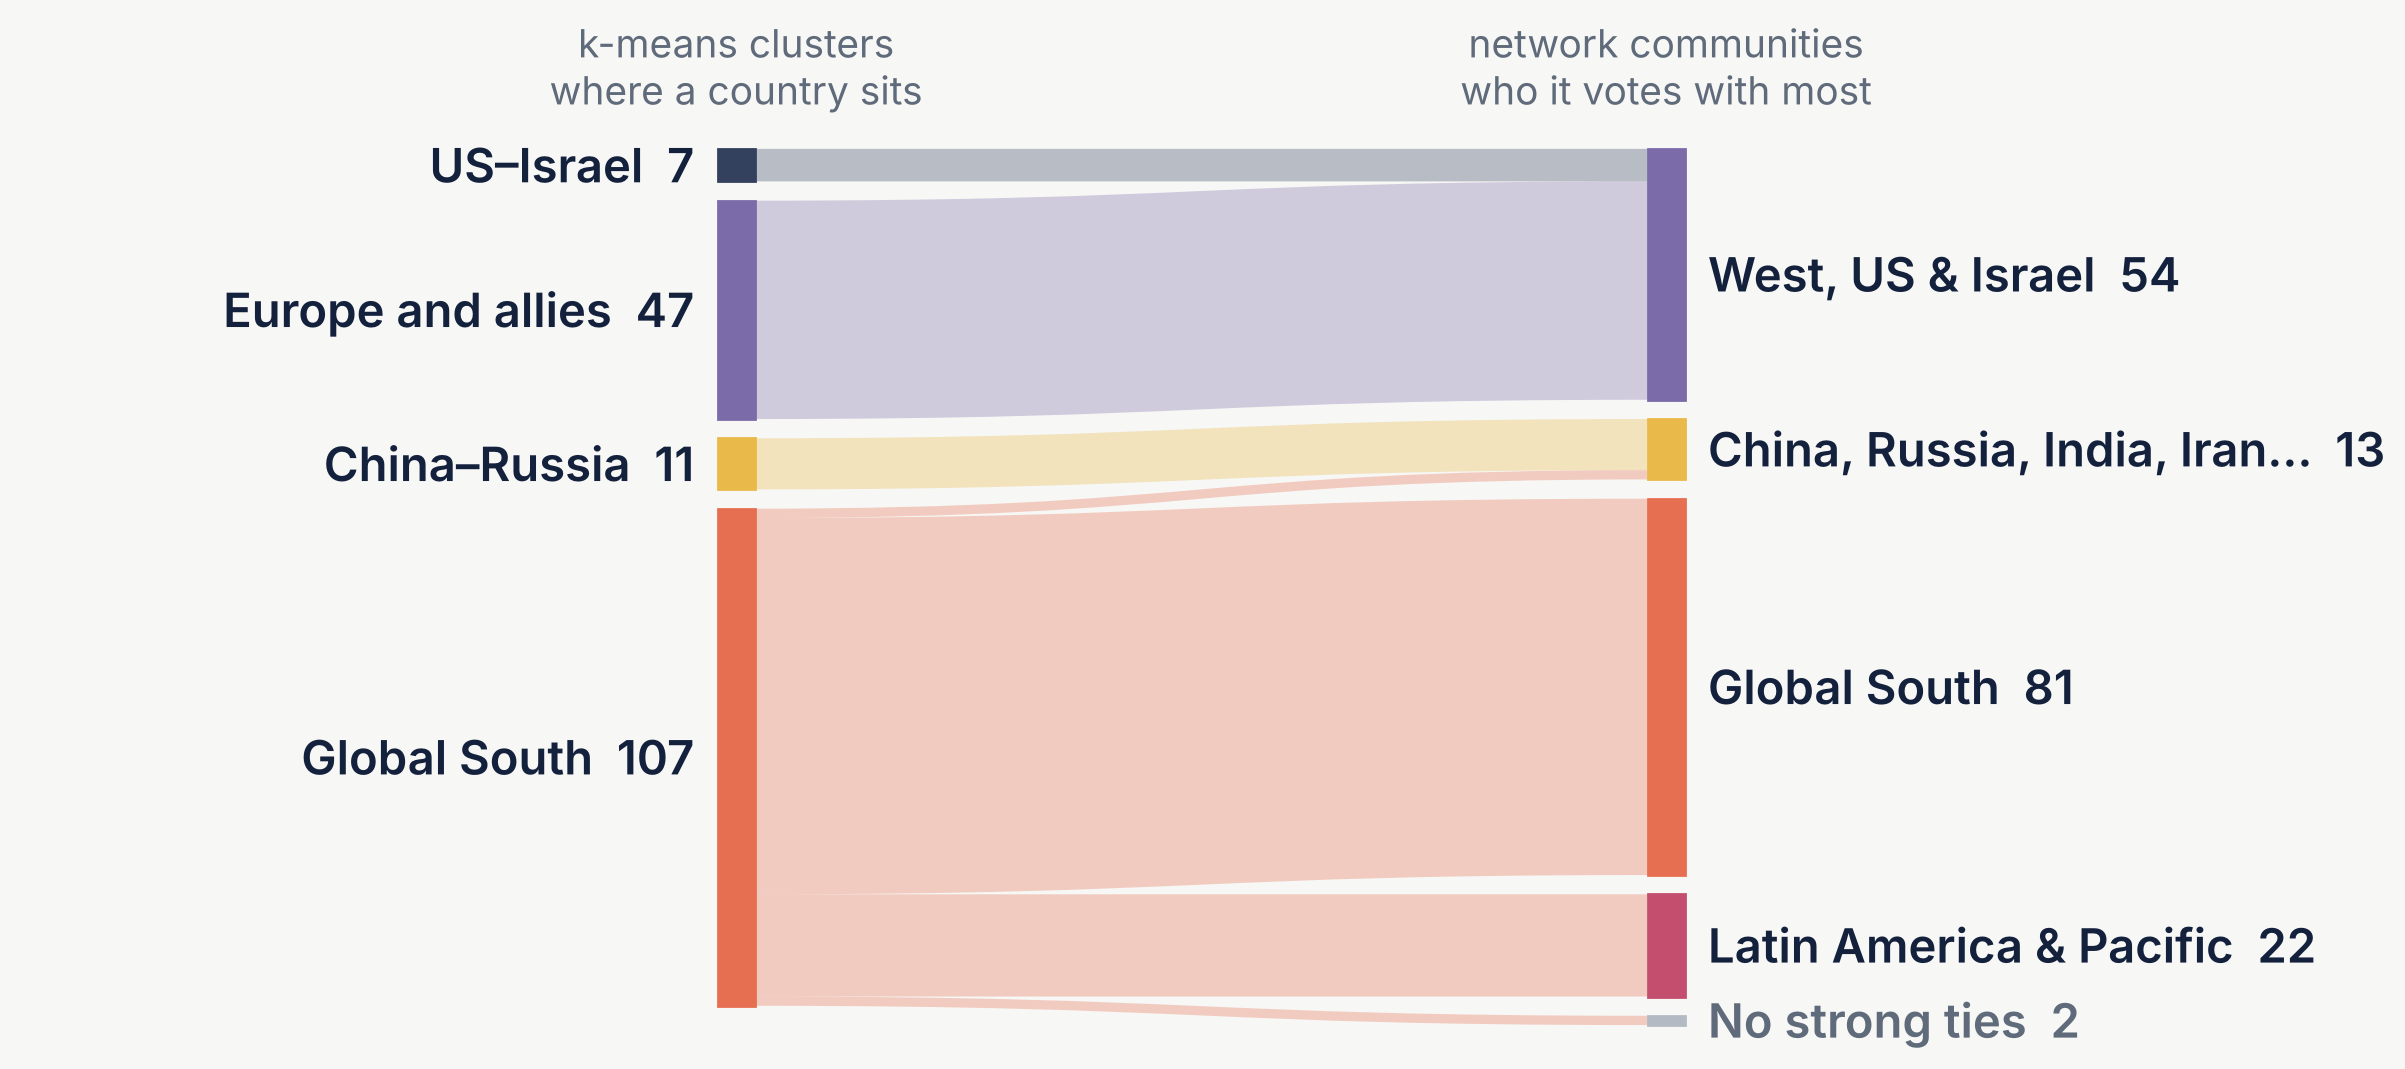 k-means clusters
where a country sits
network communities
who it votes with most
US–Israel 7
Europe and allies 47
China–Russia 11
Global South 107
West, US & Israel 54
China, Russia, India, Iran… 13
Global South 81
Latin America & Pacific 22
No strong ties 2